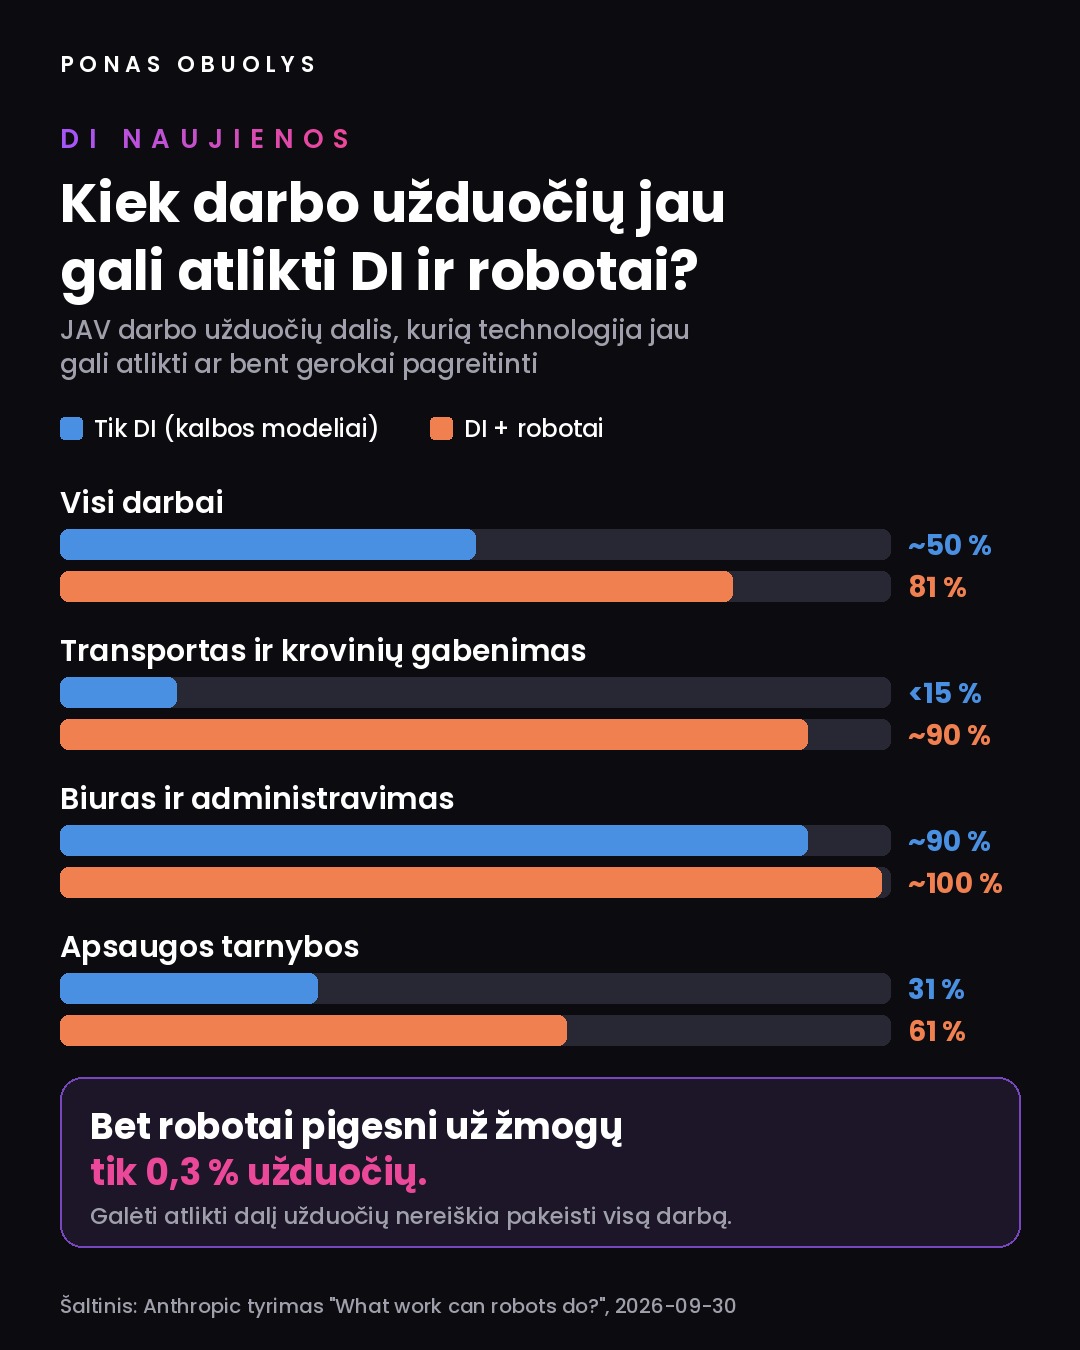 PONAS OBUOLYS
DI NAUJIENOS
Kiek darbo užduočių jau
gali atlikti DI ir robotai?
JAV darbo užduočių dalis, kurią technologija jau
gali atlikti ar bent gerokai pagreitinti
Tik DI (kalbos modeliai)
DI + robotai
Visi darbai
~50 %
81 %
Transportas ir krovinių gabenimas
<15 %
~90 %
Biuras ir administravimas
~90 %
~100 %
Apsaugos tarnybos
31 %
61 %
Bet robotai pigesni už žmogų
tik 0,3 % užduočių.
Galėti atlikti dalį užduočių nereiškia pakeisti visą darbą.
Šaltinis: Anthropic tyrimas "What work can robots do?", 2026-09-30